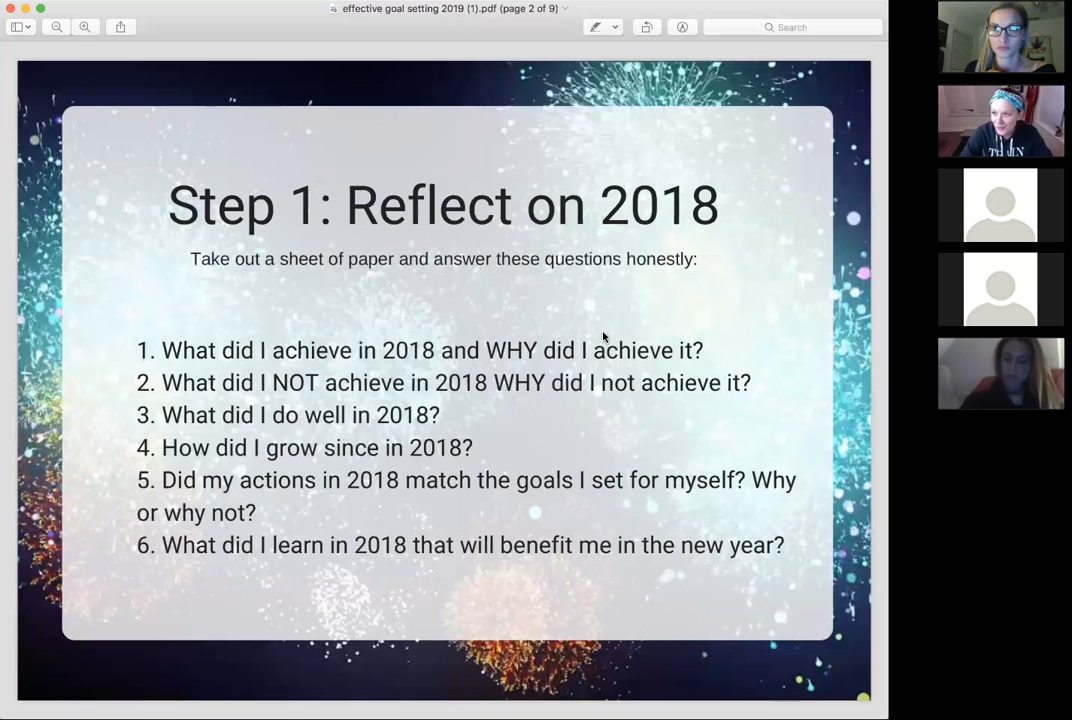 effective goal setting 2019 (1).pdf (page 2 of 9)
Search
Step 1: Reflect on 2018
Take out a sheet of paper and answer these questions honestly:
1. What did I achieve in 2018 and WHY did I achieve it?
2. What did I NOT achieve in 2018 WHY did I not achieve it?
3. What did I do well in 2018?
4. How did I grow since in 2018?
5. Did my actions in 2018 match the goals I set for myself? Why
or why not?
6. What did I learn in 2018 that will benefit me in the new year?